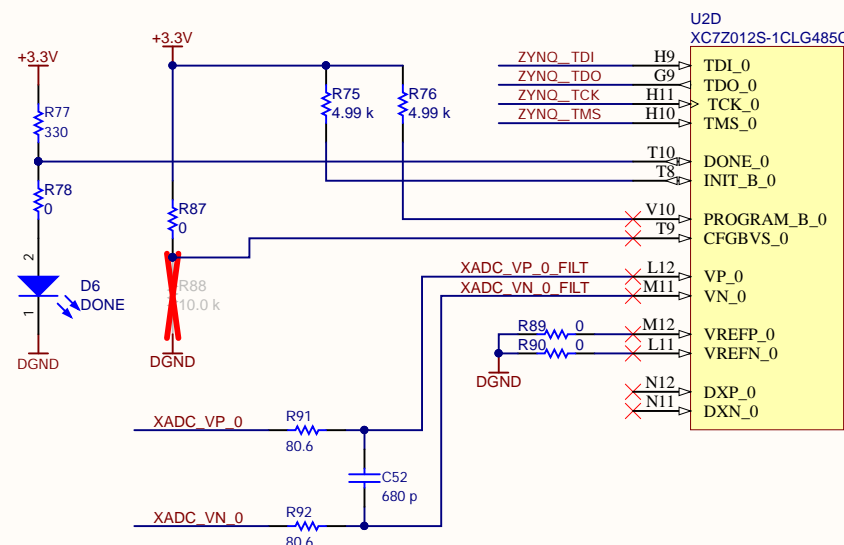 U2D
XC7Z012S-1CLG485C
+3.3V
+3.3V
ZYNQ_TDI
H9
TDI_0
ZYNQ_TDO
G9
TDO_0
ZYNQ_TCK
H11
TCK_0
ZYNQ_TMS
H10
TMS_0
R77
330
R75
4.99 k
R76
4.99 k
T10
DONE_0
T8
INIT_B_0
R78
0
R87
0
V10
PROGRAM_B_0
T9
CFGBVS_0
2
D6
DONE
1
DGND
R88
10.0 k
DGND
XADC_VP_0_FILT
L12
VP_0
XADC_VN_0_FILT
M11
VN_0
R89
0
M12
VREFP_0
R90
0
L11
VREFN_0
DGND
N12
DXP_0
N11
DXN_0
XADC_VP_0
R91
80.6
C52
680 p
XADC_VN_0
R92
80.6